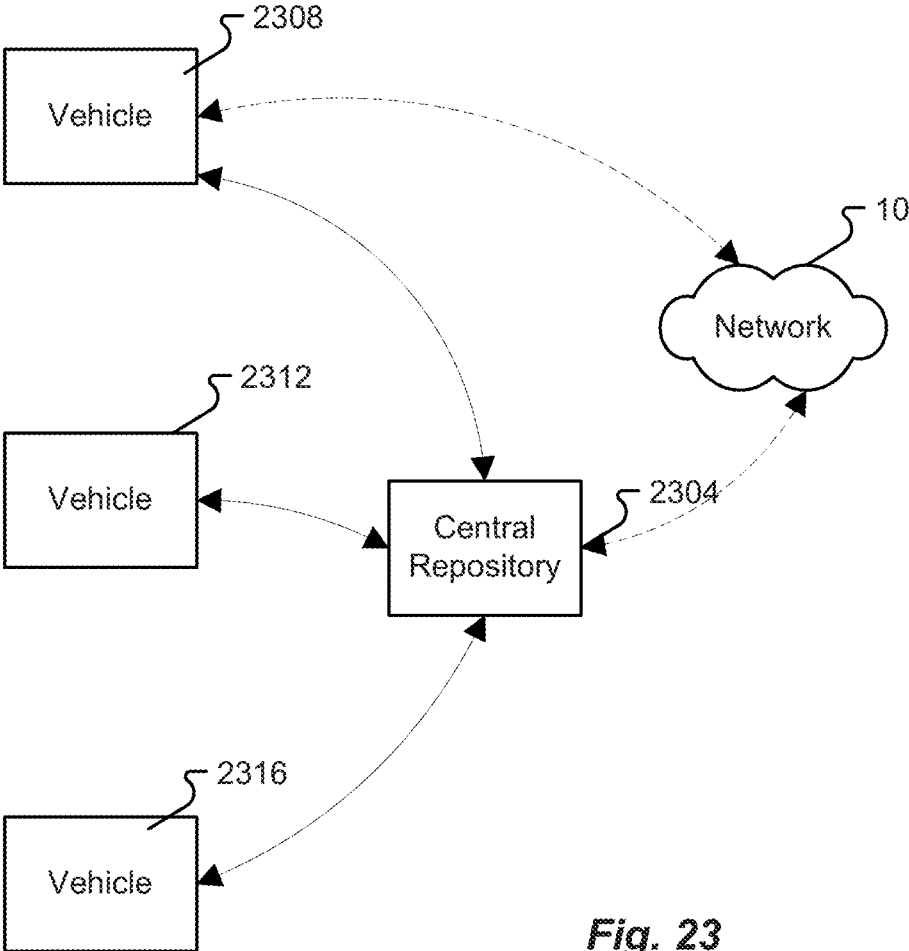 2308
Vehicle
10
Network
2312
Vehicle
2304
Central
Repository
2316
Vehicle
Fig. 23